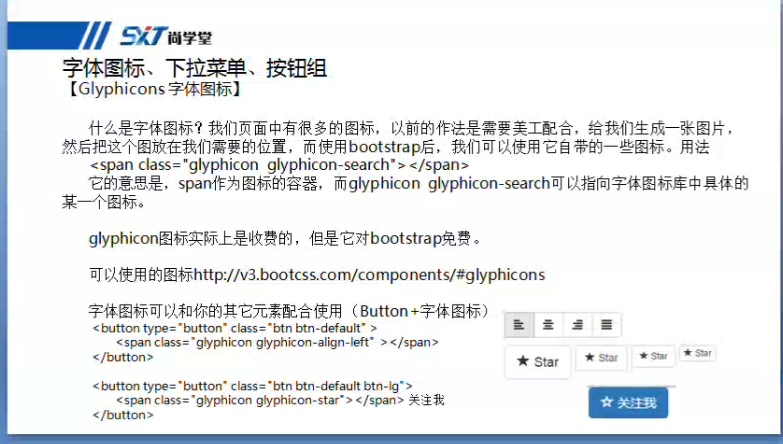 SXT 尚学堂
字体图标、下拉菜单、按钮组
【Glyphicons 字体图标】
什么是字体图标？我们页面中有很多的图标，以前的作法是需要美工配合，给我们生成一张图片，
然后把这个图放在我们需要的位置，而使用bootstrap后，我们可以使用它自带的一些图标。用法
<span class="glyphicon glyphicon-search"></span>
它的意思是，span作为图标的容器，而glyphicon glyphicon-search可以指向字体图标库中具体的
某一个图标。
glyphicon图标实际上是收费的，但是它对bootstrap免费。
可以使用的图标http://v3.bootcss.com/components/#glyphicons
字体图标可以和你的其它元素配合使用（Button+字体图标）
<button type="button" class="btn btn-default" >
<span class="glyphicon glyphicon-align-left" ></span>
</button>
<button type="button" class="btn btn-default btn-lg">
<span class="glyphicon glyphicon-star"></span> 关注我
</button>
★ Star ★ Star ★ Star ★ Star
☆ 关注我